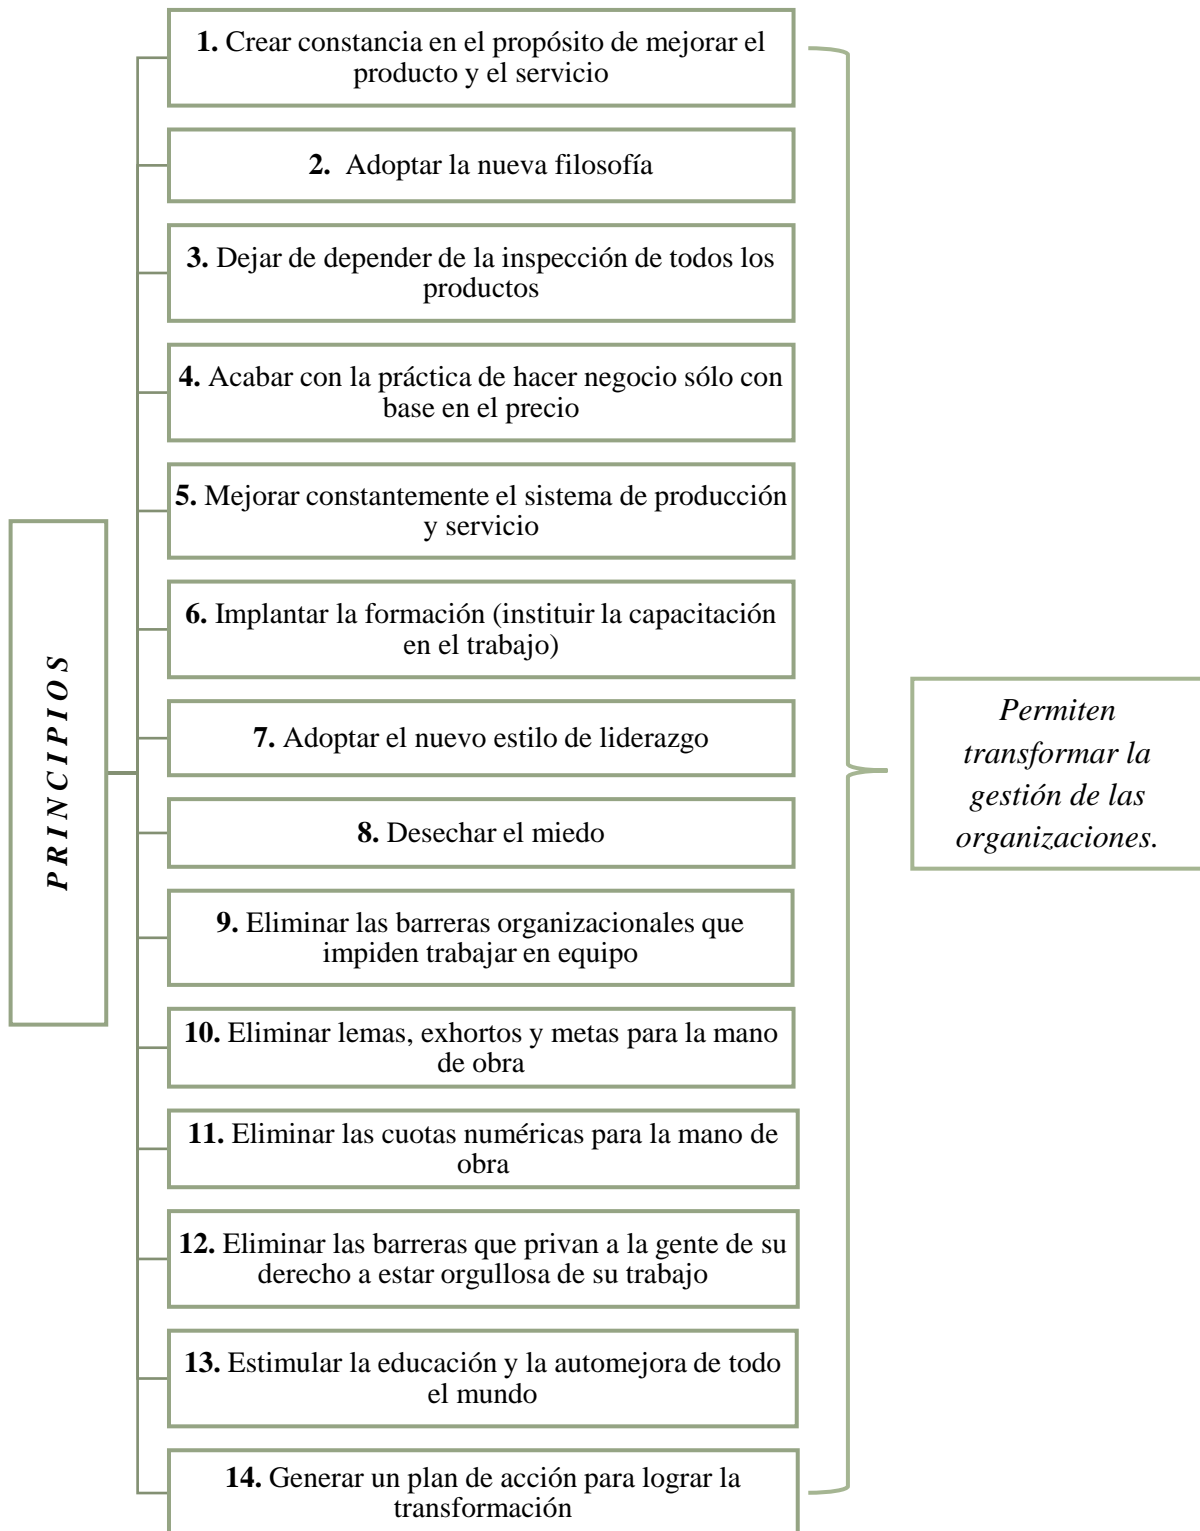 1. Crear constancia en el propósito de mejorar el
producto y el servicio
2. Adoptar la nueva filosofía
3. Dejar de depender de la inspección de todos los
productos
4. Acabar con la práctica de hacer negocio sólo con
base en el precio
5. Mejorar constantemente el sistema de producción
y servicio
6. Implantar la formación (instituir la capacitación
en el trabajo)
7. Adoptar el nuevo estilo de liderazgo
8. Desechar el miedo
9. Eliminar las barreras organizacionales que
impiden trabajar en equipo
10. Eliminar lemas, exhortos y metas para la mano
de obra
11. Eliminar las cuotas numéricas para la mano de
obra
12. Eliminar las barreras que privan a la gente de su
derecho a estar orgullosa de su trabajo
13. Estimular la educación y la automejora de todo
el mundo
14. Generar un plan de acción para lograr la
transformación
PRINCIPIOS
Permiten
transformar la
gestión de las
organizaciones.